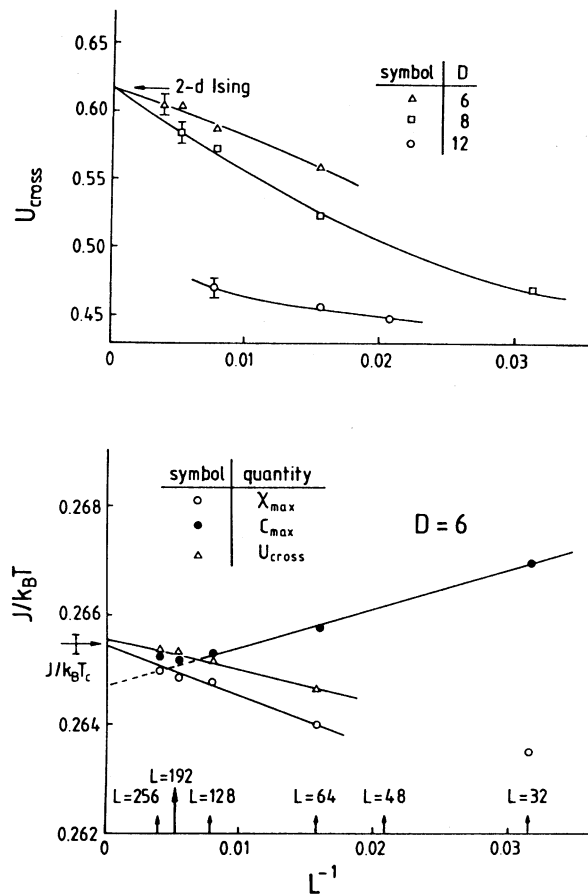 0.65
0.60
0.55
0.50
0.45
U_cross
2-d Ising
symbol D
△ 6
□ 8
○ 12
0 0.01 0.02 0.03
0.268
0.266
0.264
0.262
J/k_BT
J/k_BT_c
symbol quantity
○ χ_max
● C_max
△ U_cross
D = 6
L=192
L=256 L=128 L=64 L=48 L=32
0 0.01 0.02 0.03
L⁻¹